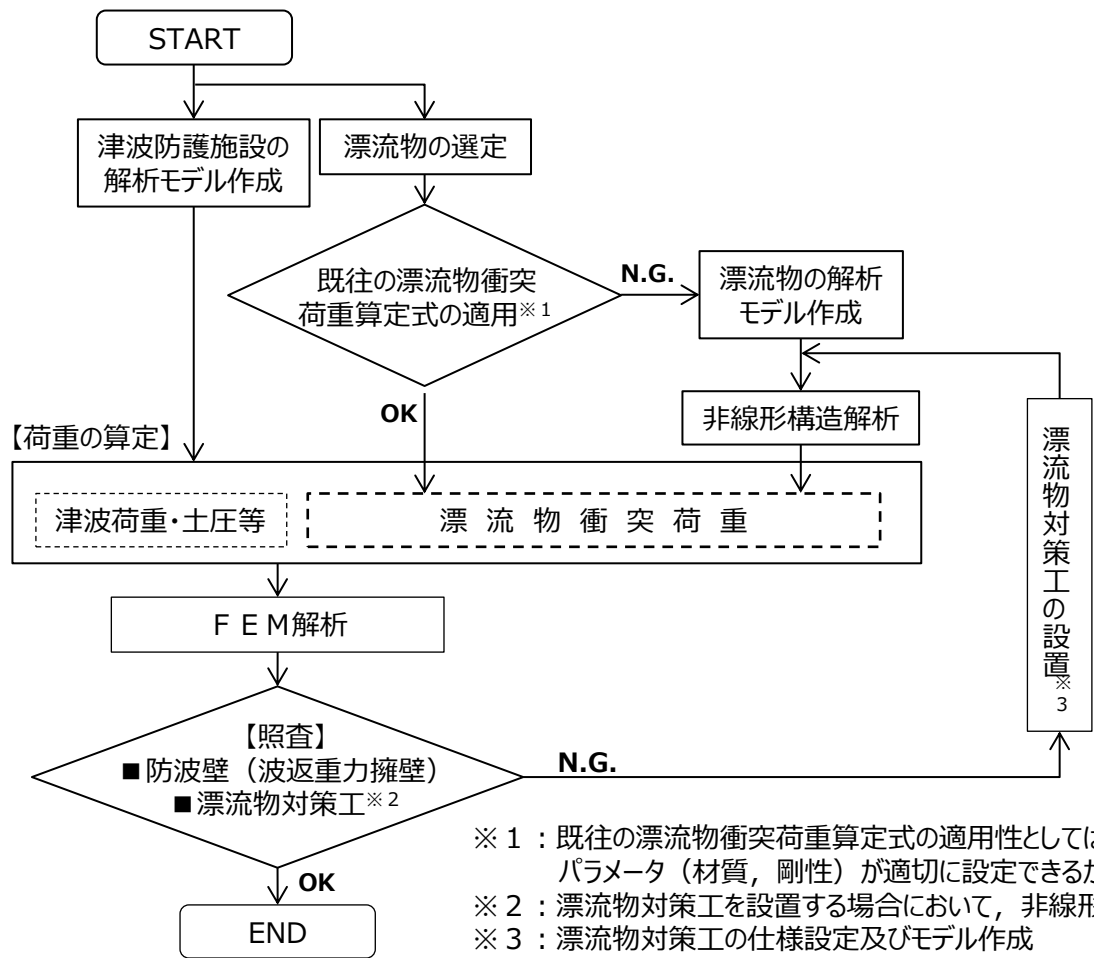 START
津波防護施設の
解析モデル作成
漂流物の選定
既往の漂流物衝突
荷重算定式の適用※1
N.G.
漂流物の解析
モデル作成
OK
非線形構造解析
【荷重の算定】
津波荷重・土圧等
漂流物衝突荷重
漂流物対策工の設置※3
FEM解析
【照査】
■防波壁（波返重力擁壁）
■漂流物対策工※2
N.G.
OK
END
※1：既往の漂流物衝突荷重算定式の適用性としては
パラメータ（材質，剛性）が適切に設定できるか
※2：漂流物対策工を設置する場合において，非線形
※3：漂流物対策工の仕様設定及びモデル作成